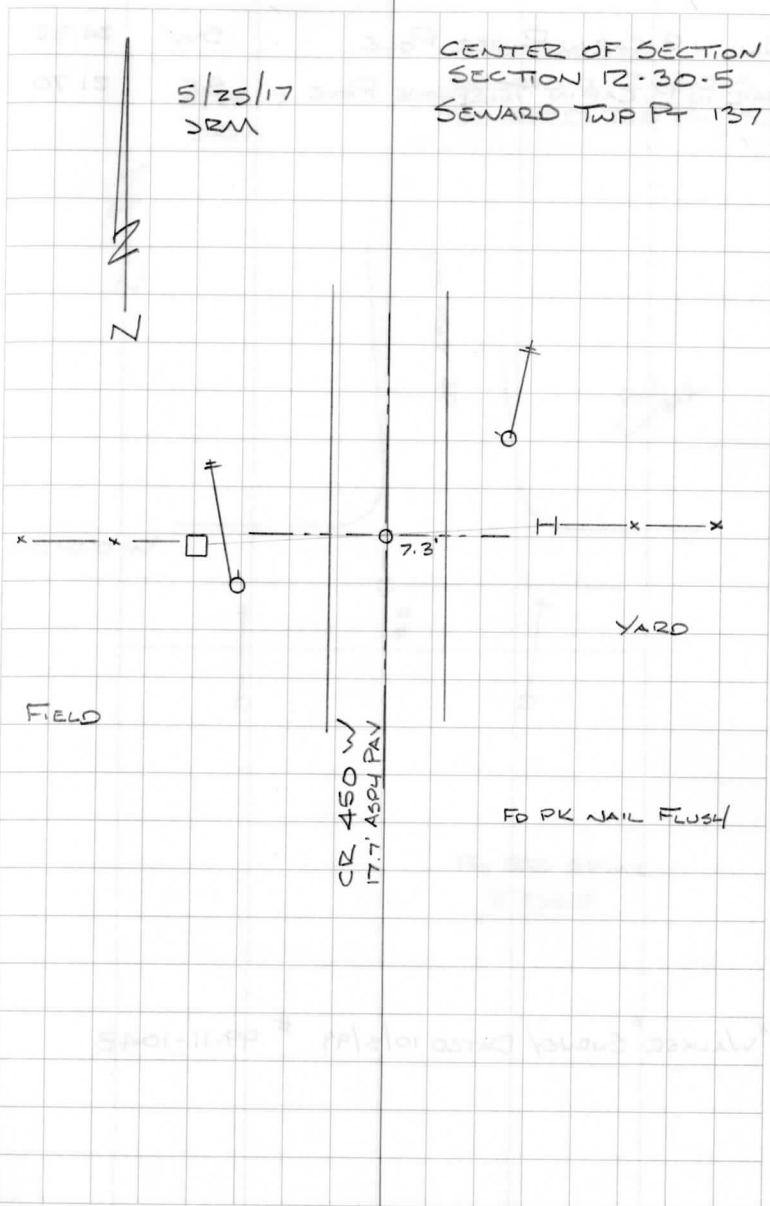 CENTER OF SECTION
SECTION 12-30-5
SEWARD TWP PT 137
5/25/17
JRM
N
7.3'
YARD
FIELD
CR 450 W
17.7' ASPH PAV
FD PK NAIL FLUSH